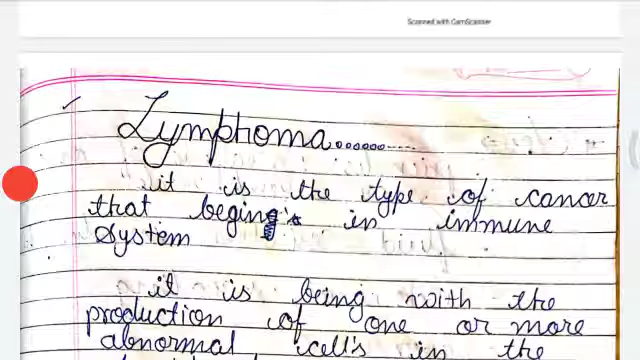 Scanned with CamScanner
Lymphoma............
it is the type of cancer
that begins in immune
system
it is being with the
production of one or more
abnormal cell's in the